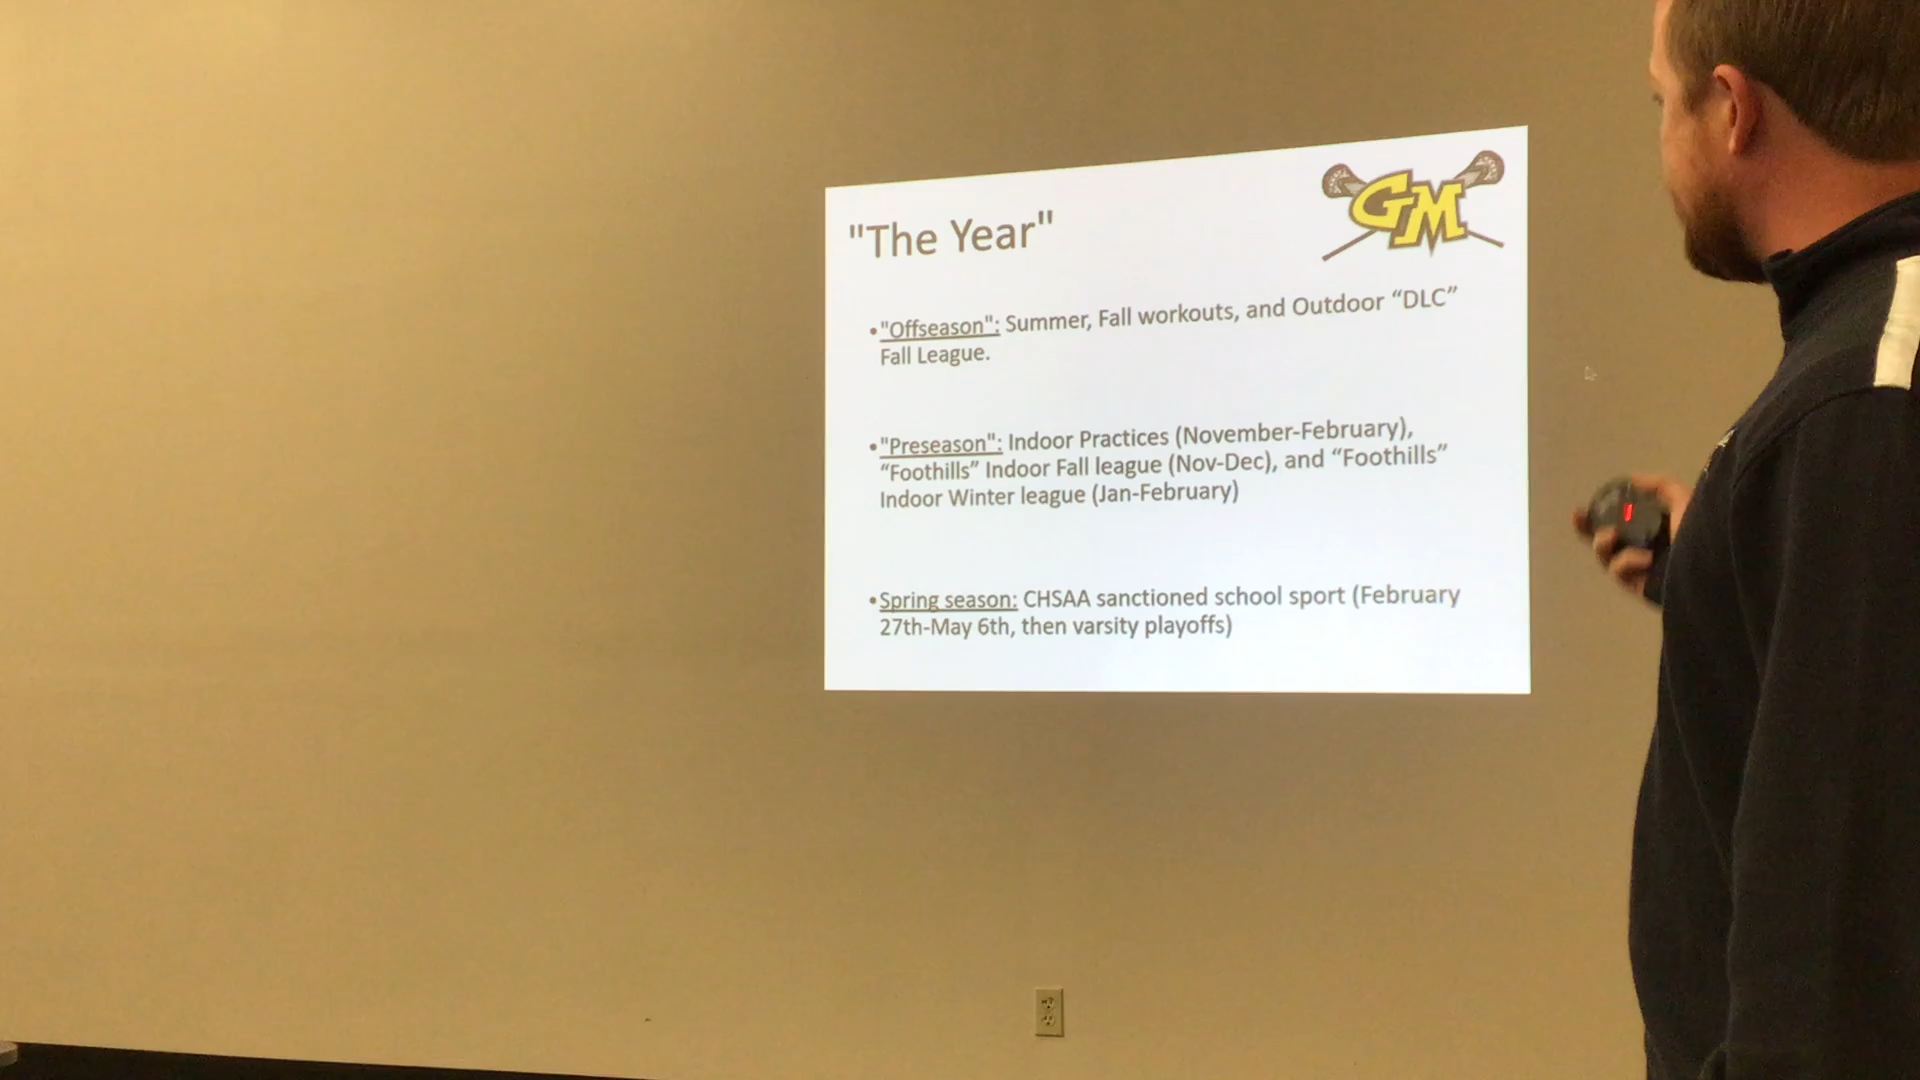 "The Year"
GM
•"Offseason": Summer, Fall workouts, and Outdoor “DLC”
Fall League.
•"Preseason": Indoor Practices (November-February),
“Foothills” Indoor Fall league (Nov-Dec), and “Foothills”
Indoor Winter league (Jan-February)
•Spring season: CHSAA sanctioned school sport (February
27th-May 6th, then varsity playoffs)